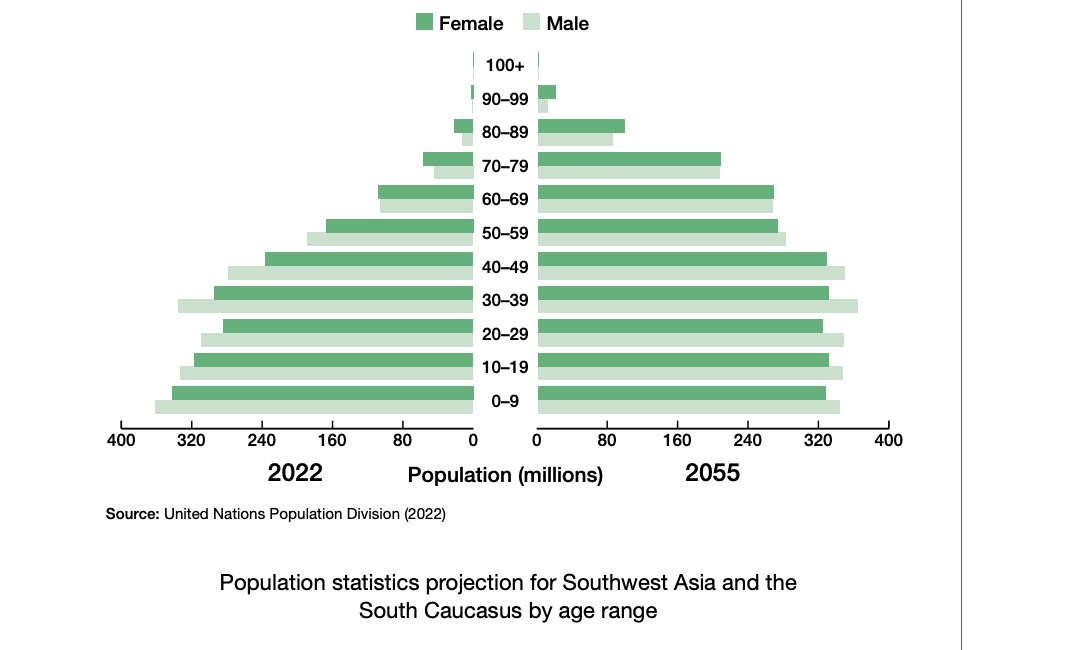 Female Male
100+
90–99
80–89
70–79
60–69
50–59
40–49
30–39
20–29
10–19
0–9
400 320 240 160 80 0 0 80 160 240 320 400
2022 Population (millions) 2055
Source: United Nations Population Division (2022)
Population statistics projection for Southwest Asia and the
South Caucasus by age range